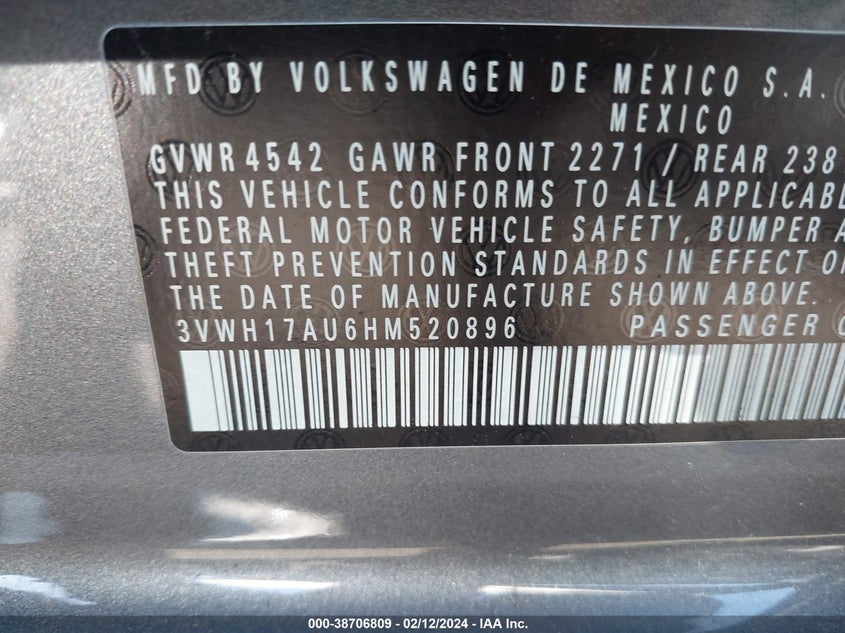 MFD BY VOLKSWAGEN DE MEXICO S.A.
MEXICO
GVWR 4542 GAWR FRONT 2271 / REAR 238
THIS VEHICLE CONFORMS TO ALL APPLICABLE
FEDERAL MOTOR VEHICLE SAFETY, BUMPER A
THEFT PREVENTION STANDARDS IN EFFECT O
THE DATE OF MANUFACTURE SHOWN ABOVE.
3VWH17AU6HM520896 PASSENGER C
000-38706809 - 02/12/2024 - IAA Inc.